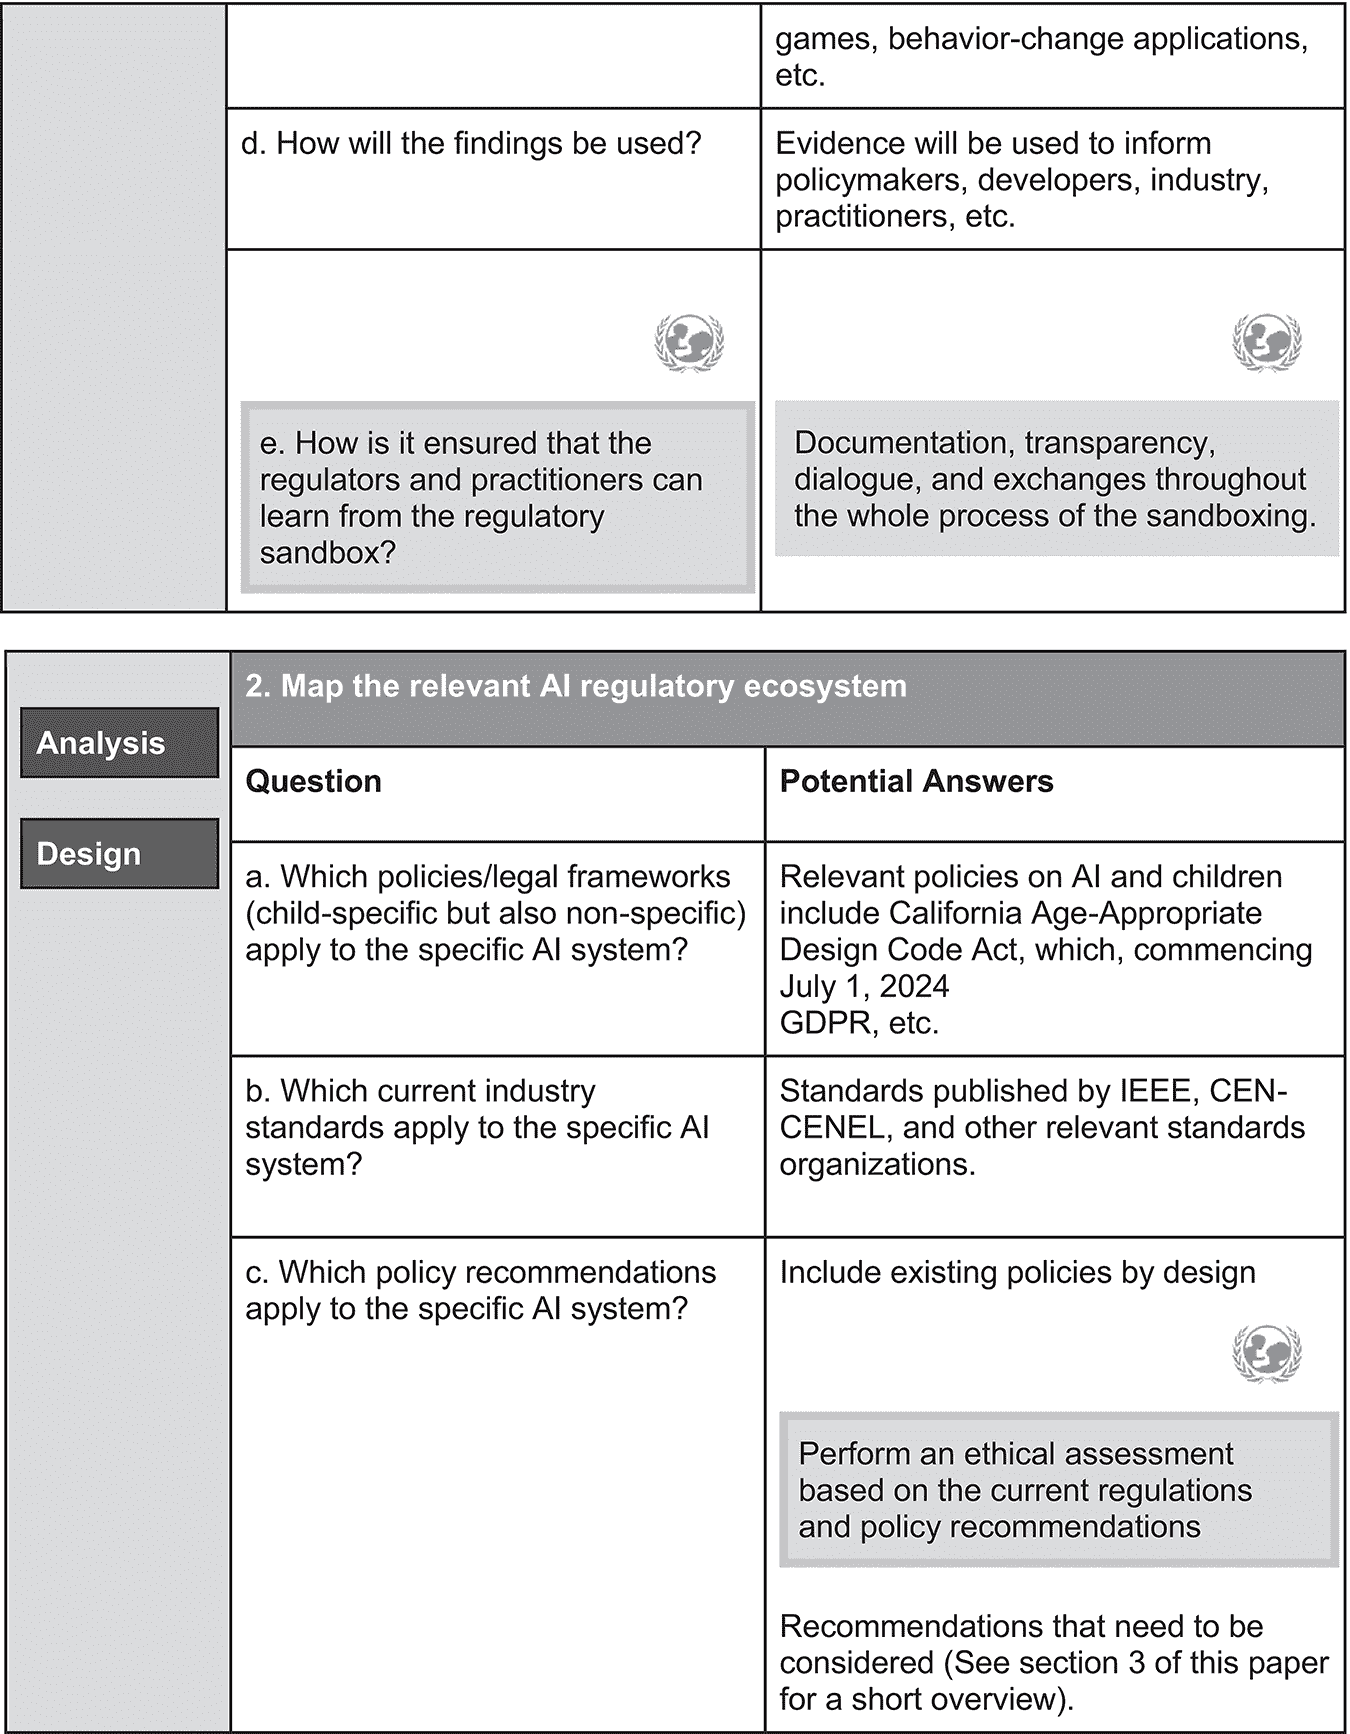 games, behavior-change applications,
etc.
d. How will the findings be used?
Evidence will be used to inform
policymakers, developers, industry,
practitioners, etc.
e. How is it ensured that the
regulators and practitioners can
learn from the regulatory
sandbox?
Documentation, transparency,
dialogue, and exchanges throughout
the whole process of the sandboxing.
Analysis
Design
2. Map the relevant AI regulatory ecosystem
Question
Potential Answers
a. Which policies/legal frameworks
(child-specific but also non-specific)
apply to the specific AI system?
Relevant policies on AI and children
include California Age-Appropriate
Design Code Act, which, commencing
July 1, 2024
GDPR, etc.
b. Which current industry
standards apply to the specific AI
system?
Standards published by IEEE, CEN-
CENEL, and other relevant standards
organizations.
c. Which policy recommendations
apply to the specific AI system?
Include existing policies by design
Perform an ethical assessment
based on the current regulations
and policy recommendations
Recommendations that need to be
considered (See section 3 of this paper
for a short overview).